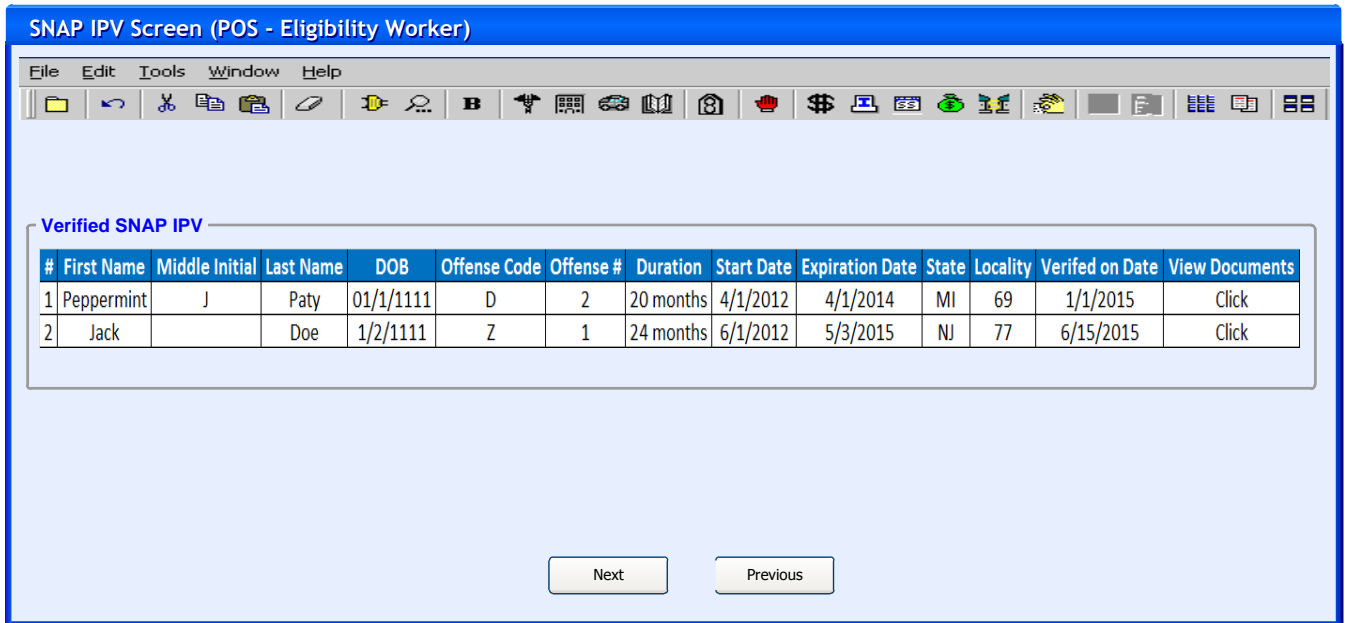 SNAP IPV Screen (POS - Eligibility Worker)
File Edit Tools Window Help
B
Verified SNAP IPV
# First Name Middle Initial Last Name DOB Offense Code Offense # Duration Start Date Expiration Date State Locality Verifed on Date View Documents
1 Peppermint J Paty 01/1/1111 D 2 20 months 4/1/2012 4/1/2014 MI 69 1/1/2015 Click
2 Jack Doe 1/2/1111 Z 1 24 months 6/1/2012 5/3/2015 NJ 77 6/15/2015 Click
Next Previous